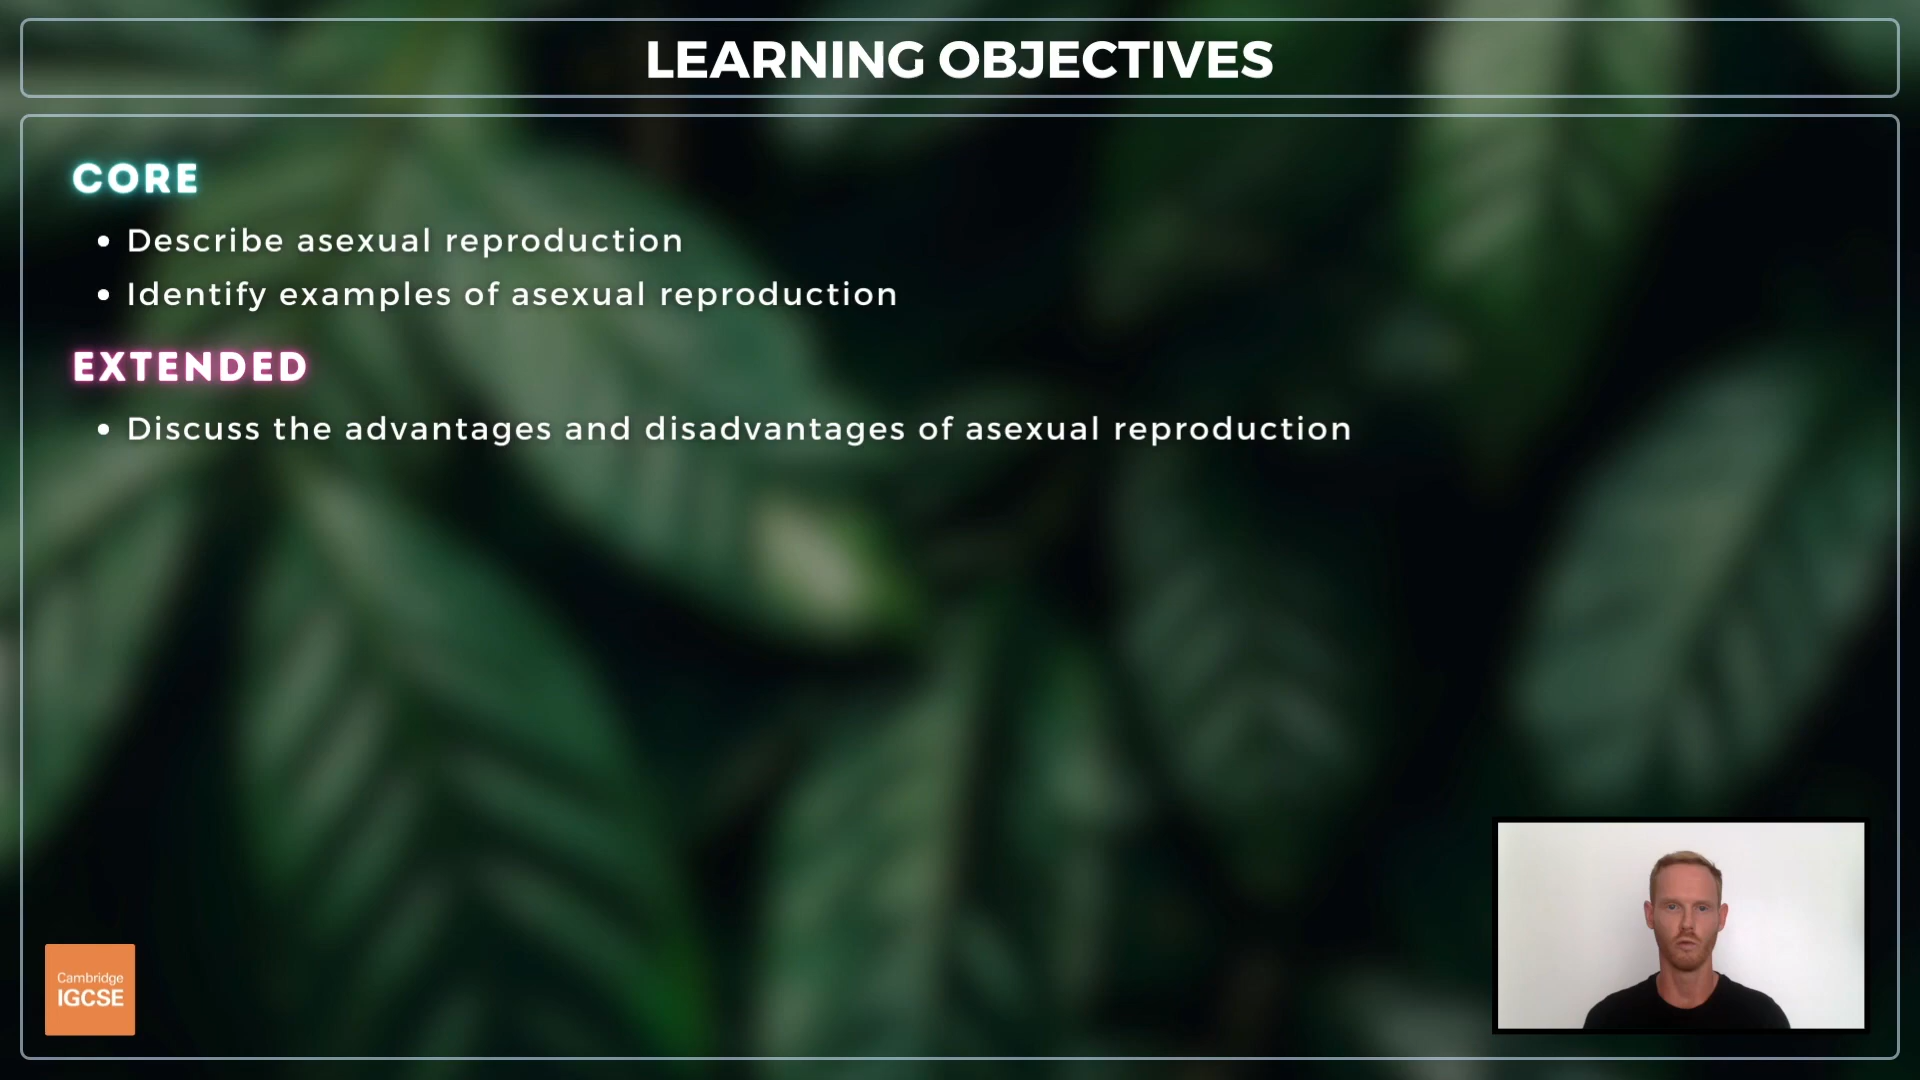 LEARNING OBJECTIVES
CORE
• Describe asexual reproduction
• Identify examples of asexual reproduction
EXTENDED
• Discuss the advantages and disadvantages of asexual reproduction
Cambridge
IGCSE